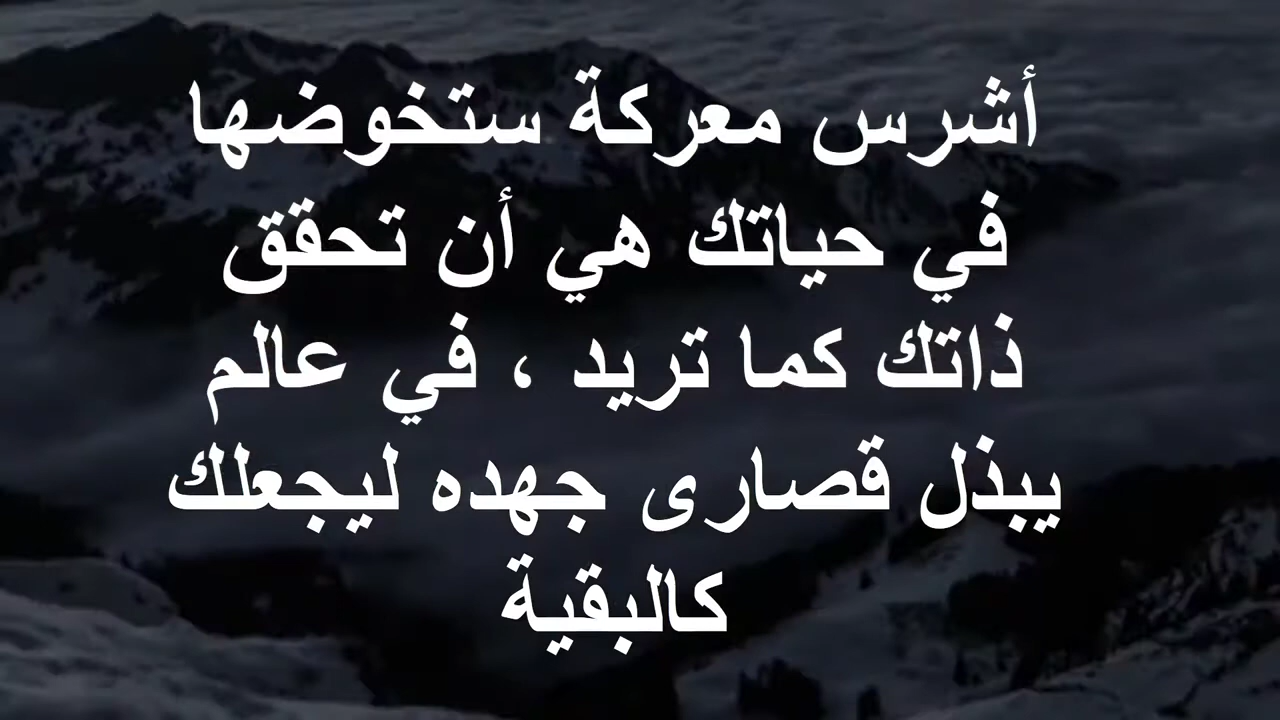 أشرس معركة ستخوضها
في حياتك هي أن تحقق
ذاتك كما تريد ، في عالم
يبذل قصارى جهده ليجعلك
كالبقية